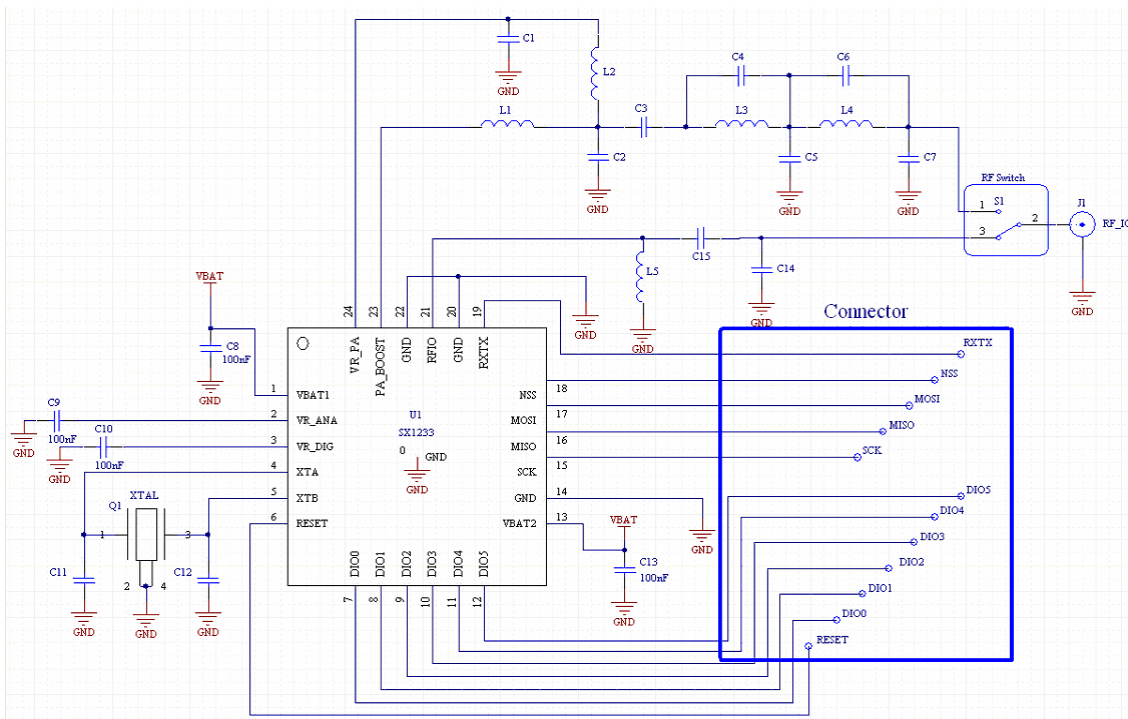 C1
GND
L2
C4
C6
L1
C3
L3
L4
C2
GND
C5
GND
C7
GND
RF Switch
1
S1
3
2
J1
RF_IO
GND
C15
L5
C14
GND
GND
VBAT
C8
100nF
GND
24
23
22
21
20
19
GND
VR_PA
PA_BOOST
GND
RFIO
GND
RXTX
Connector
RXTX
NSS
MOSI
MISO
SCK
DIO5
DIO4
DIO3
DIO2
DIO1
DIO0
RESET
C9
100nF
GND
C10
100nF
GND
1
VBAT1
2
VR_ANA
3
VR_DIG
4
XTA
5
XTB
6
RESET
U1
SX1233
0
GND
GND
NSS
18
MOSI
17
MISO
16
SCK
15
GND
14
VBAT2
13
GND
VBAT
C13
100nF
GND
DIO0
DIO1
DIO2
DIO3
DIO4
DIO5
7
8
9
10
11
12
XTAL
Q1
1
3
2
4
C11
C12
GND
GND
GND